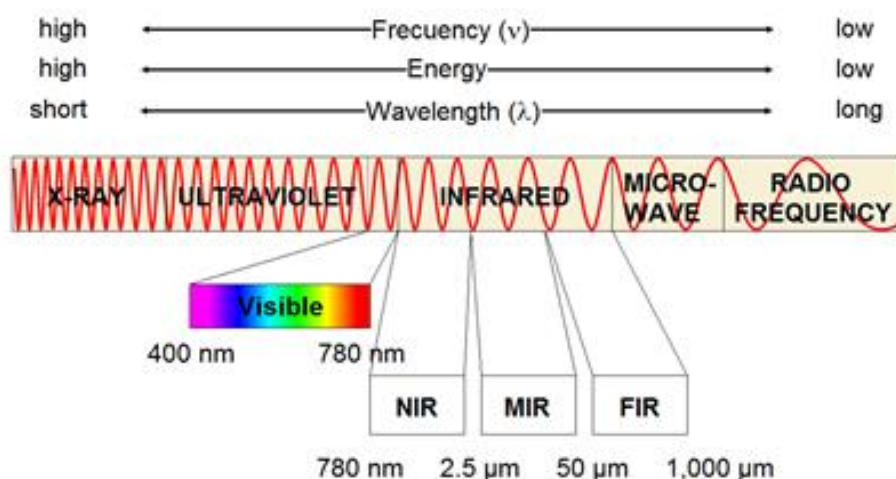 high Frecuency (ν) low
high Energy low
short Wavelength (λ) long
X-RAY ULTRAVIOLET INFRARED MICRO-WAVE RADIO FREQUENCY
Visible
400 nm 780 nm
NIR MIR FIR
780 nm 2.5 µm 50 µm 1,000 µm